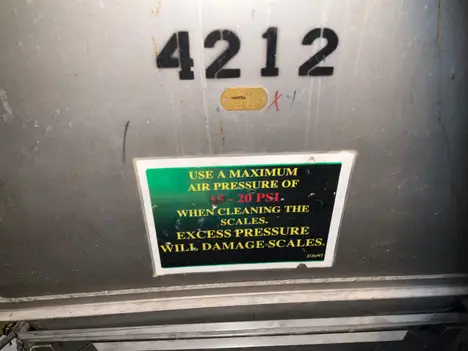 4212
USE A MAXIMUM
AIR PRESSURE OF
15 - 20 PSI
WHEN CLEANING THE
SCALES.
EXCESS PRESSURE
WILL DAMAGE SCALES.